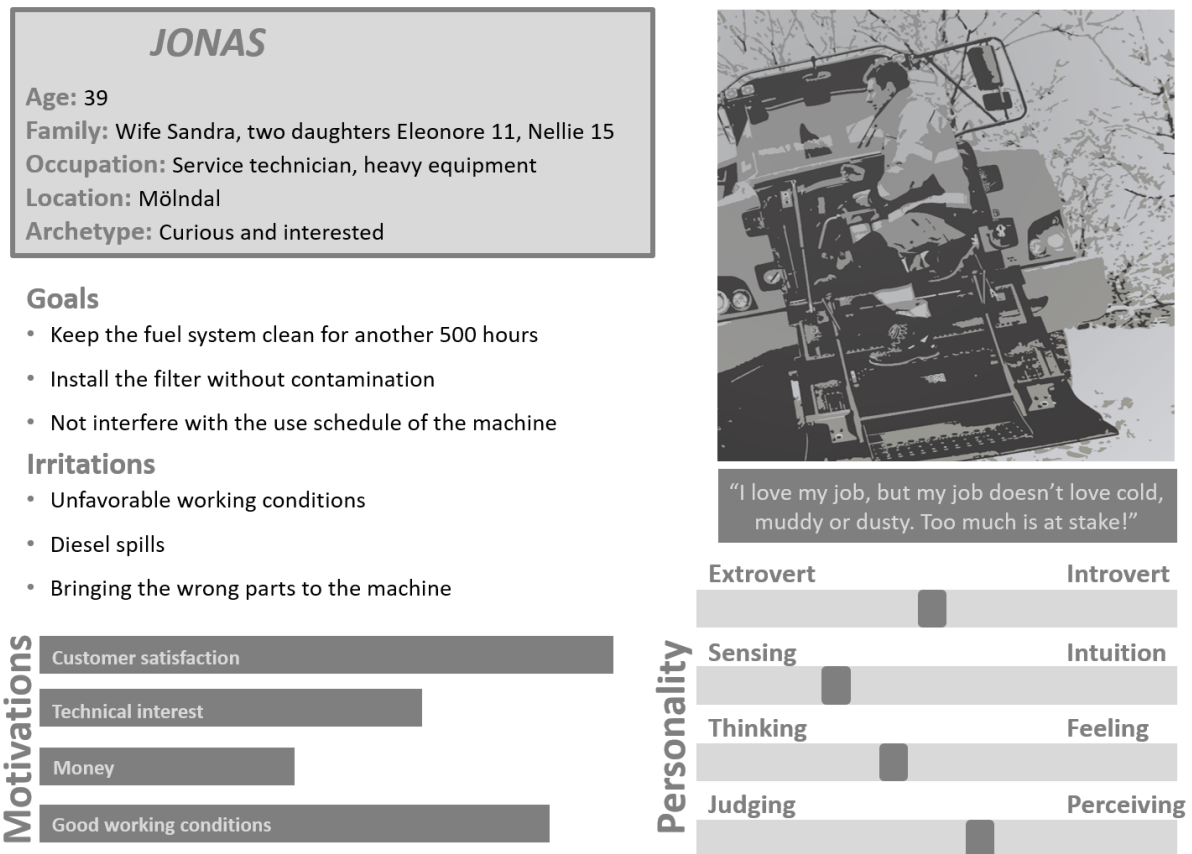 JONAS
Age: 39
Family: Wife Sandra, two daughters Eleonore 11, Nellie 15
Occupation: Service technician, heavy equipment
Location: Mölndal
Archetype: Curious and interested
Goals
• Keep the fuel system clean for another 500 hours
• Install the filter without contamination
• Not interfere with the use schedule of the machine
Irritations
• Unfavorable working conditions
• Diesel spills
• Bringing the wrong parts to the machine
Motivations
Customer satisfaction
Technical interest
Money
Good working conditions
“I love my job, but my job doesn’t love cold,
muddy or dusty. Too much is at stake!”
Personality
Extrovert Introvert
Sensing Intuition
Thinking Feeling
Judging Perceiving